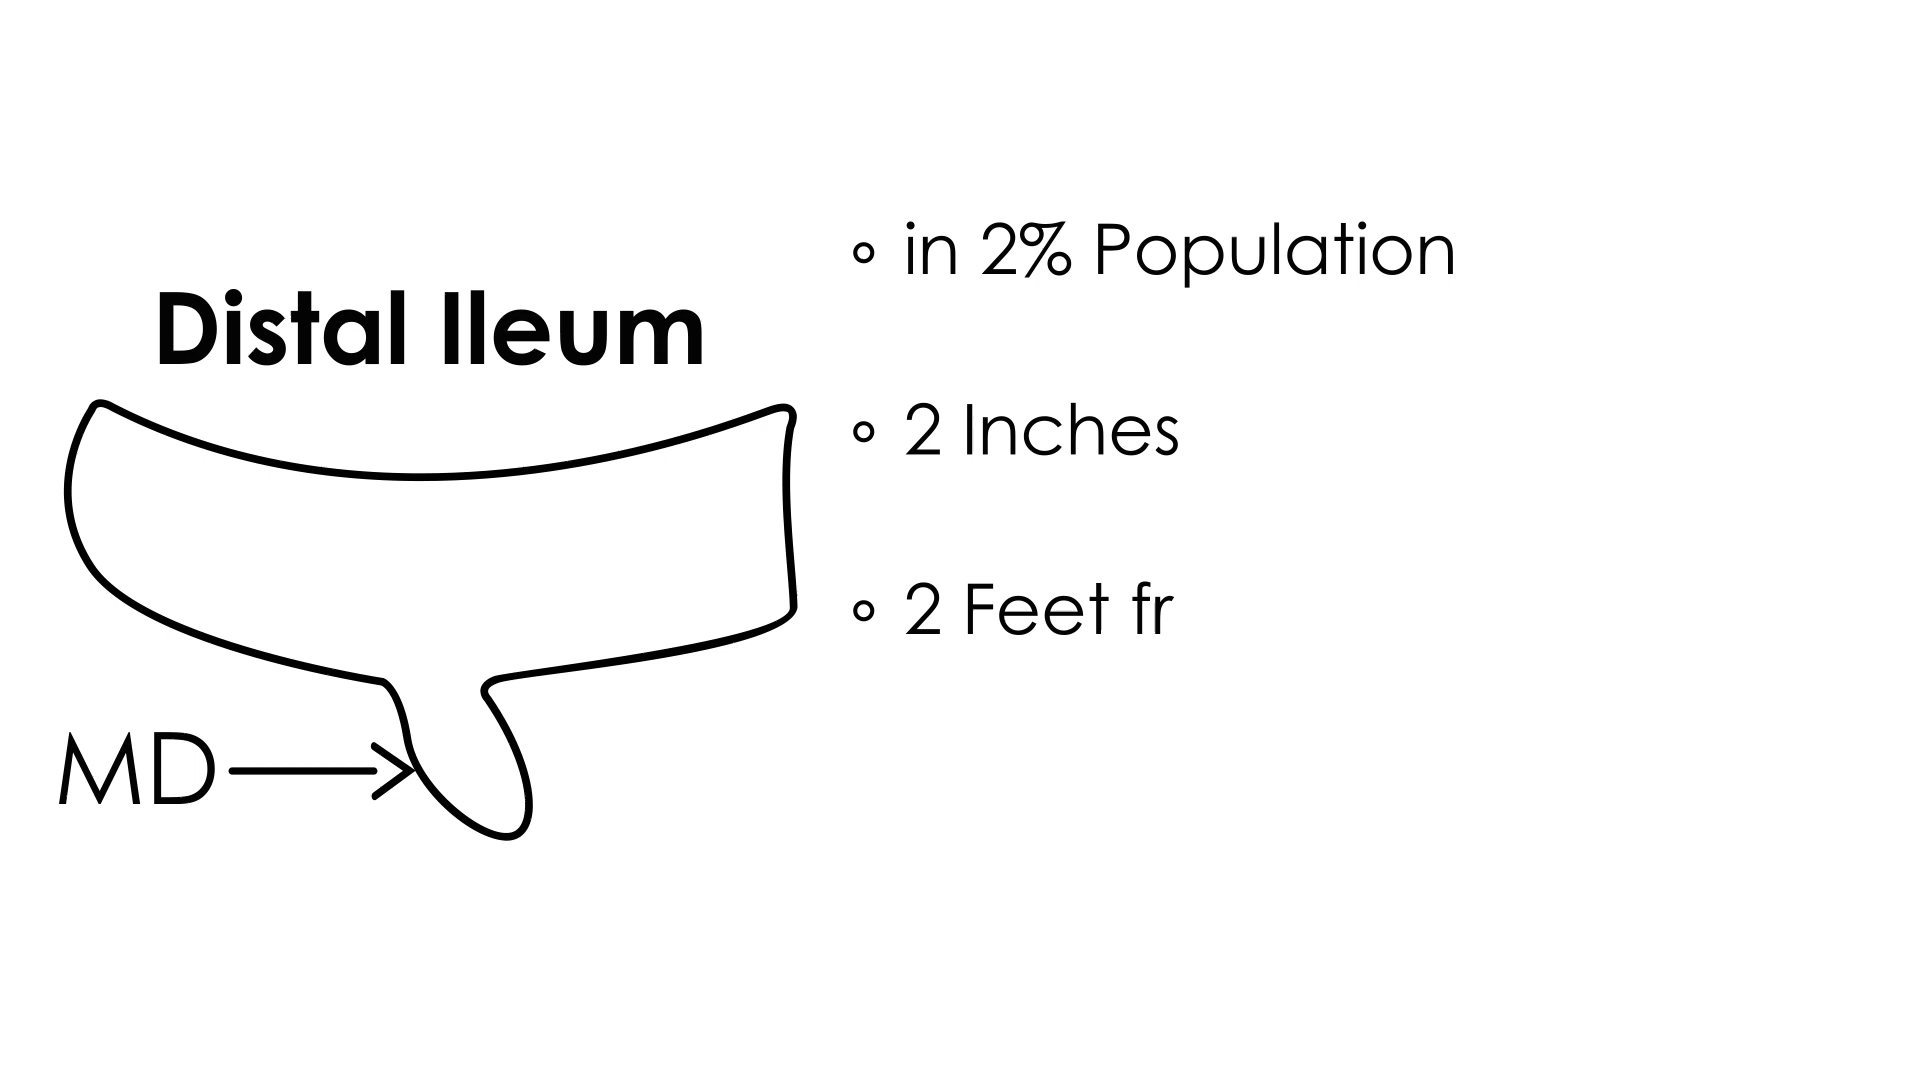 Distal Ileum
MD
in 2% Population
2 Inches
2 Feet fr